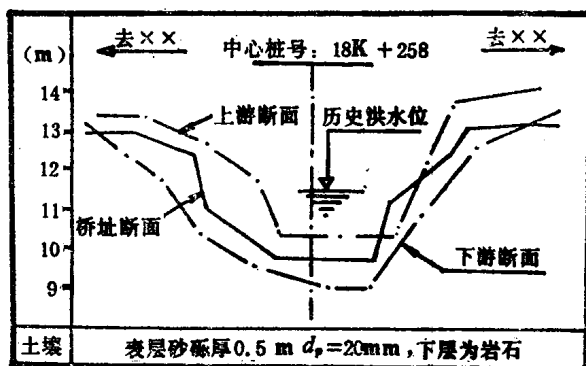 去××
中心桩号：18K＋258
去××
(m)
14
13
12
11
10
9
上游断面
历史洪水位
桥址断面
下游断面
土壤
表层砂砾厚0.5 m dₚ=20mm，下层为岩石